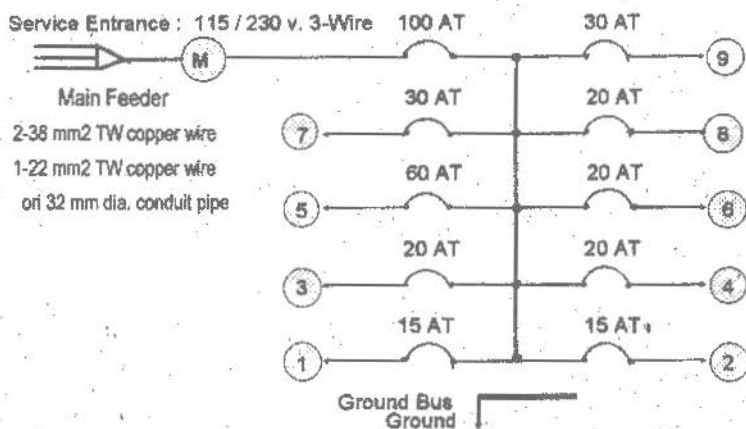 Service Entrance : 115 / 230 v. 3-Wire
100 AT
30 AT
M
9
Main Feeder
2-38 mm2 TW copper wire
1-22 mm2 TW copper wire
on 32 mm dia. conduit pipe
30 AT
20 AT
7
8
60 AT
20 AT
5
6
20 AT
20 AT
3
4
15 AT
15 AT
1
2
Ground Bus
Ground